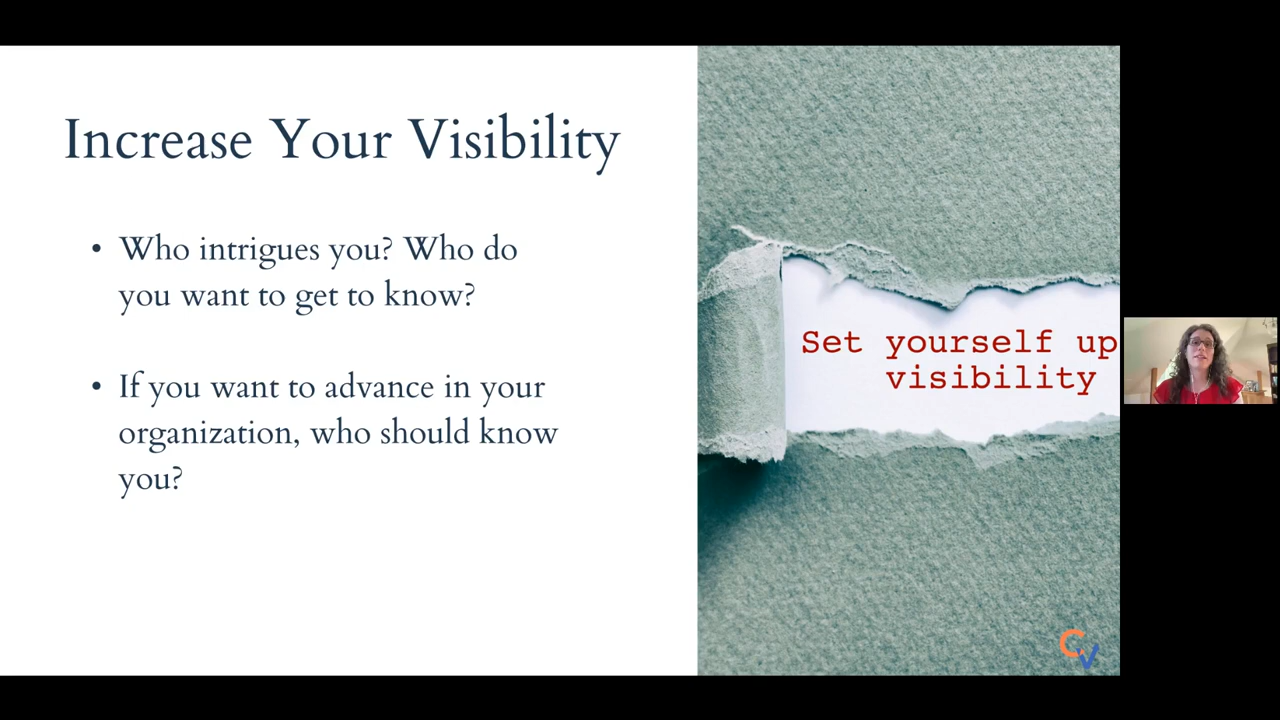 Increase Your Visibility
• Who intrigues you? Who do
you want to get to know?
• If you want to advance in your
organization, who should know
you?
Set yourself up
visibility
CV